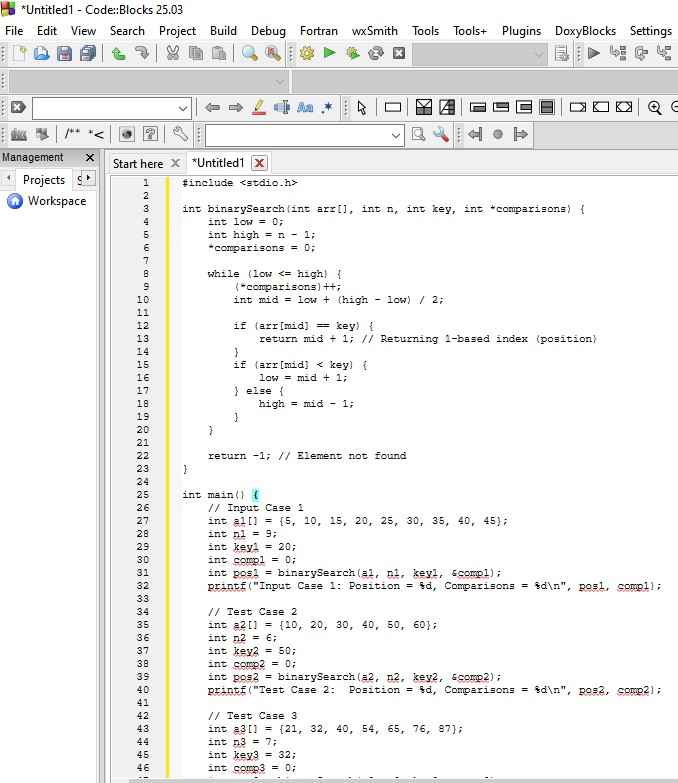 *Untitled1 - Code::Blocks 25.03
File Edit View Search Project Build Debug Fortran wxSmith Tools Tools+ Plugins DoxyBlocks Settings
Aa .*
/** *<
Management
Start here *Untitled1
Projects
Workspace
1 #include <stdio.h>
2
3 int binarySearch(int arr[], int n, int key, int *comparisons) {
4 int low = 0;
5 int high = n - 1;
6 *comparisons = 0;
7
8 while (low <= high) {
9 (*comparisons)++;
10 int mid = low + (high - low) / 2;
11
12 if (arr[mid] == key) {
13 return mid + 1; // Returning 1-based index (position)
14 }
15 if (arr[mid] < key) {
16 low = mid + 1;
17 } else {
18 high = mid - 1;
19 }
20 }
21
22 return -1; // Element not found
23 }
24
25 int main() {
26 // Input Case 1
27 int a1[] = {5, 10, 15, 20, 25, 30, 35, 40, 45};
28 int n1 = 9;
29 int key1 = 20;
30 int comp1 = 0;
31 int pos1 = binarySearch(a1, n1, key1, &comp1);
32 printf("Input Case 1: Position = %d, Comparisons = %d\n", pos1, comp1);
33
34 // Test Case 2
35 int a2[] = {10, 20, 30, 40, 50, 60};
36 int n2 = 6;
37 int key2 = 50;
38 int comp2 = 0;
39 int pos2 = binarySearch(a2, n2, key2, &comp2);
40 printf("Test Case 2:  Position = %d, Comparisons = %d\n", pos2, comp2);
41
42 // Test Case 3
43 int a3[] = {21, 32, 40, 54, 65, 76, 87};
44 int n3 = 7;
45 int key3 = 32;
46 int comp3 = 0;